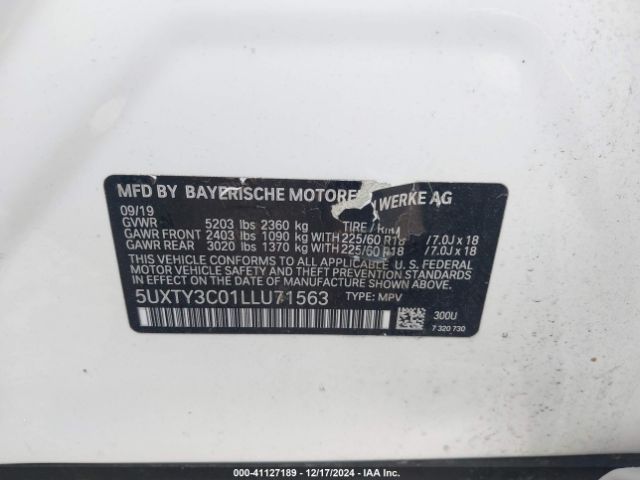 MFD BY BAYERISCHE MOTOREN WERKE AG
09/19
GVWR 5203 lbs 2360 kg TIRE / RIM
GAWR FRONT 2403 lbs 1090 kg WITH 225/60 R18 / 7.0J x 18
GAWR REAR 3020 lbs 1370 kg WITH 225/60 R18 / 7.0J x 18
THIS VEHICLE CONFORMS TO ALL APPLICABLE U.S. FEDERAL
MOTOR VEHICLE SAFETY, BUMPER, AND THEFT PREVENTION STANDARDS
IN EFFECT ON THE DATE OF MANUFACTURE SHOWN ABOVE.
5UXTY3C01LLU71563 TYPE: MPV
300U
7 320 730
0.00 - 41127189 - 12/17/2024 - IAA Inc.